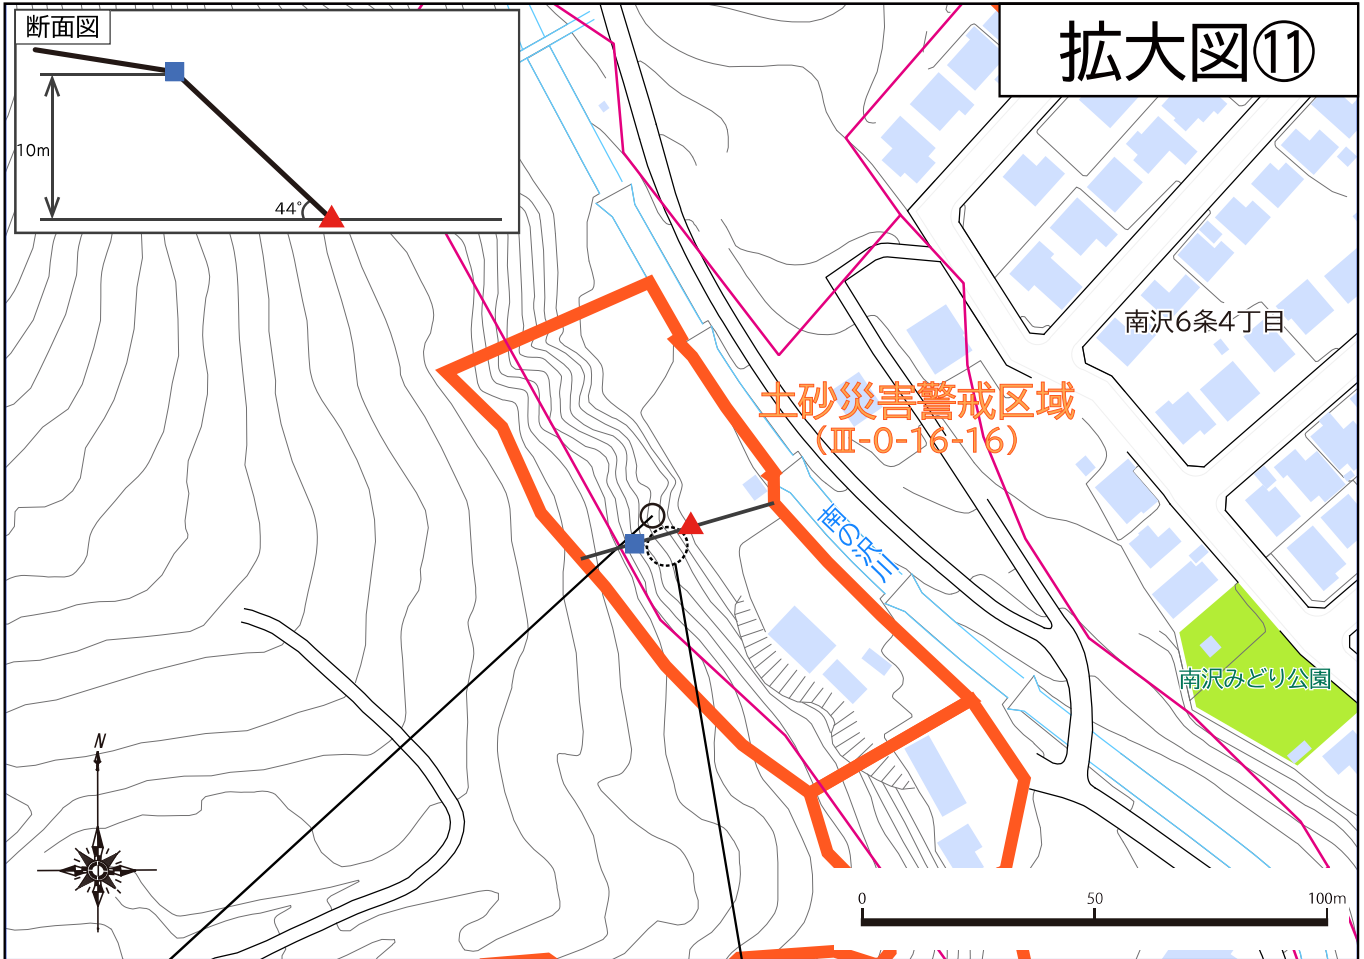 断面図
拡大図⑪
10m
44°
南沢6条4丁目
土砂災害警戒区域
(Ⅲ-0-16-16)
南の沢川
南沢みどり公園
N
0 50 100m